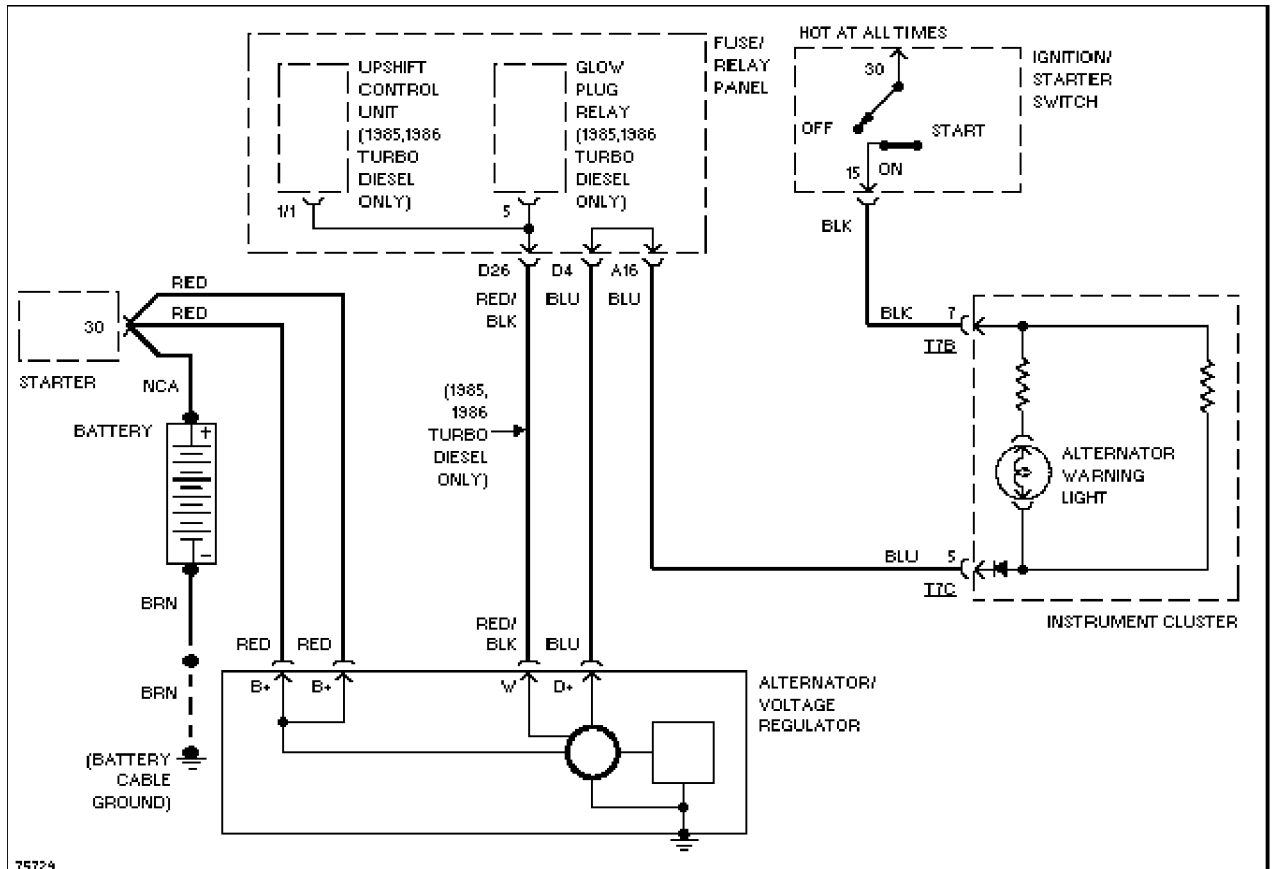 HOT AT ALL TIMES
FUSE/
RELAY
PANEL
UPSHIFT
CONTROL
UNIT
(1985,1986
TURBO
DIESEL
ONLY)
GLOW
PLUG
RELAY
(1985,1986
TURBO
DIESEL
ONLY)
30
IGNITION/
STARTER
SWITCH
OFF
START
15
ON
1/1
5
BLK
D26
D4
A16
RED/
BLK
BLU
BLU
RED
RED
30
STARTER
NCA
BATTERY
+
-
(1985,
1986
TURBO
DIESEL
ONLY)
BLK
7
T7B
ALTERNATOR
WARNING
LIGHT
BLU
5
T7C
INSTRUMENT CLUSTER
BRN
BRN
(BATTERY
CABLE
GROUND)
RED
RED
RED/
BLK
BLU
B+
B+
W
D+
ALTERNATOR/
VOLTAGE
REGULATOR
75724